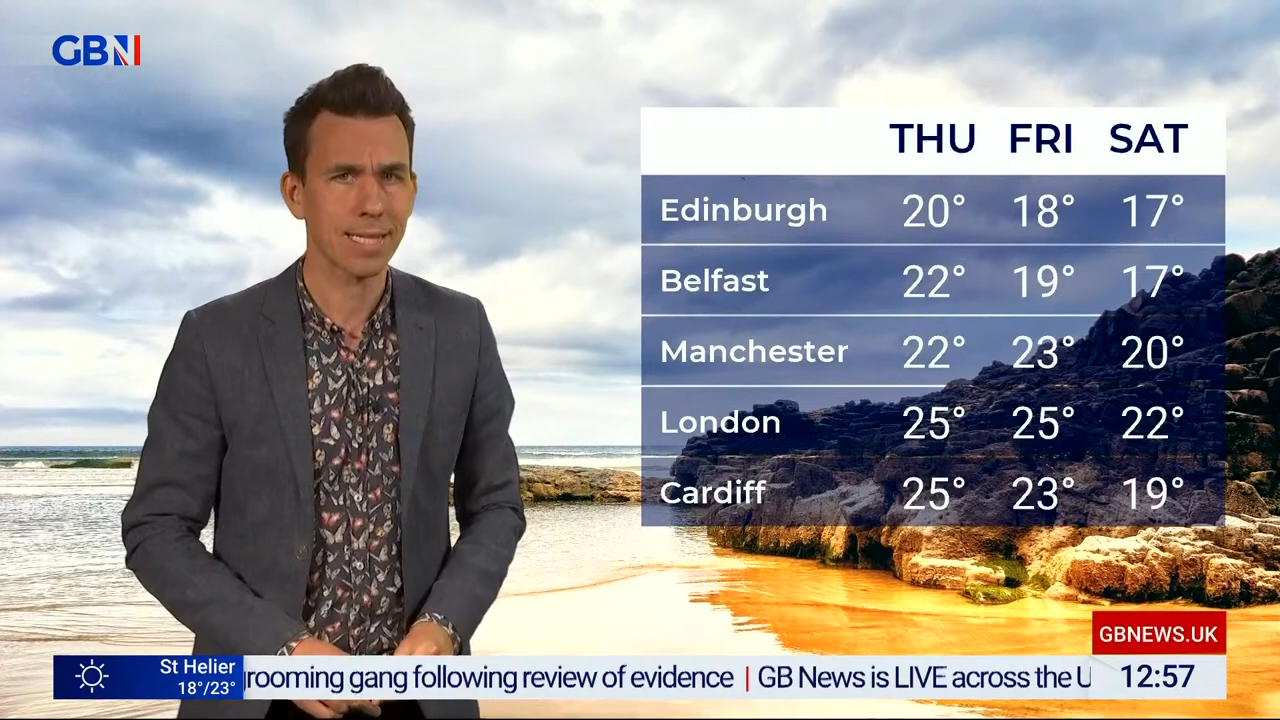 GBN
THU FRI SAT
Edinburgh 20° 18° 17°
Belfast 22° 19° 17°
Manchester 22° 23° 20°
London 25° 25° 22°
Cardiff 25° 23° 19°
GBNEWS.UK
St Helier
18°/23°
grooming gang following review of evidence | GB News is LIVE across the U
12:57